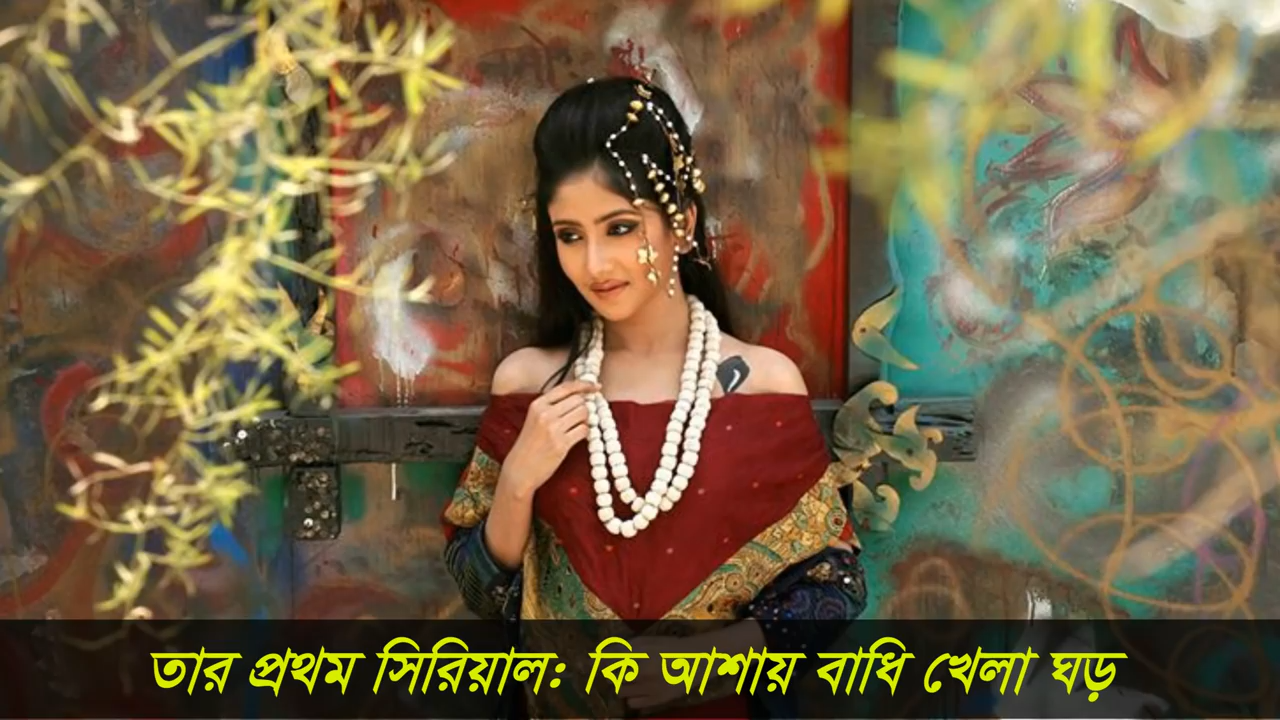 তার প্রথম সিরিয়াল: কি আশায় বাধি খেলা ঘড়